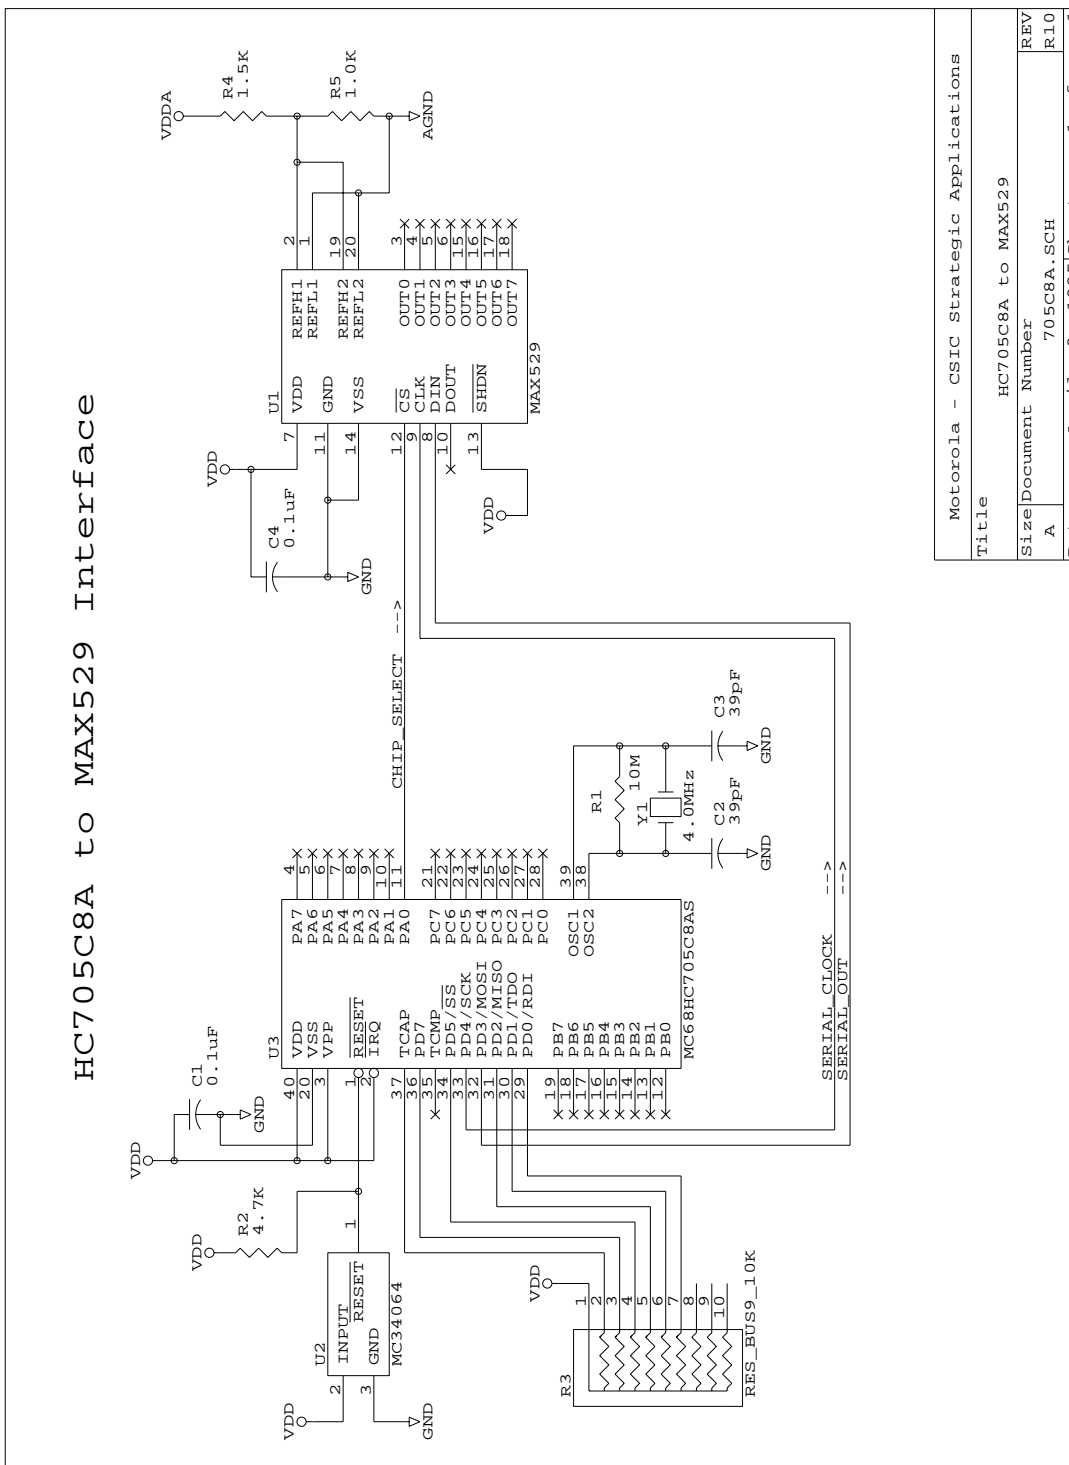 HC705C8A to MAX529 Interface
VDD
C1
0.1uF
GND
VDD
R2
4.7K
VDD
U2
INPUT
RESET
GND
MC34064
2
3
1
GND
U3
VDD
VSS
VPP
RESET
IRQ
TCAP
PD7
TCMP
PD5/SS
PD4/SCK
PD3/MOSI
PD2/MISO
PD1/TDO
PD0/RDI
PB7
PB6
PB5
PB4
PB3
PB2
PB1
PB0
40
20
3
1
2
37
36
35
34
33
32
31
30
29
19
18
17
16
15
14
13
12
PA7
PA6
PA5
PA4
PA3
PA2
PA1
PA0
PC7
PC6
PC5
PC4
PC3
PC2
PC1
PC0
OSC1
OSC2
4
5
6
7
8
9
10
11
21
22
23
24
25
26
27
28
39
38
MC68HC705C8AS
VDD
R3
1
2
3
4
5
6
7
8
9
10
RES_BUS9_10K
CHIP_SELECT -->
SERIAL_CLOCK -->
SERIAL_OUT -->
R1
10M
Y1
4.0MHz
C2
39pF
GND
C3
39pF
GND
VDD
C4
0.1uF
GND
VDD
U1
VDD
GND
VSS
CS
CLK
DIN
DOUT
SHDN
7
11
14
12
9
8
10
13
REFH1
REFL1
REFH2
REFL2
OUT0
OUT1
OUT2
OUT3
OUT4
OUT5
OUT6
OUT7
2
1
19
20
3
4
5
6
15
16
17
18
MAX529
VDDA
R4
1.5K
R5
1.0K
AGND
Motorola - CSIC Strategic Applications
Title
HC705C8A to MAX529
Size Document Number REV
A 705C8A.SCH R10